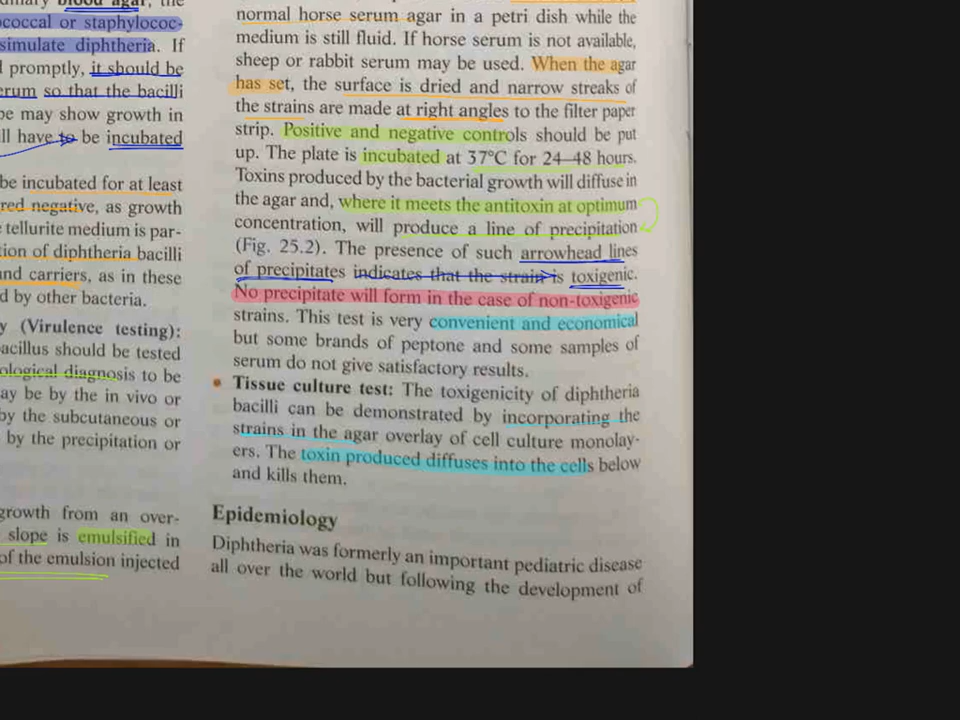 blood agar, the
ococcal or staphylococ-
simulate diphtheria. If
promptly, it should be
erum so that the bacilli
be may show growth in
ll have to be incubated
be incubated for at least
red negative, as growth
tellurite medium is par-
tion of diphtheria bacilli
and carriers, as in these
d by other bacteria.
y (Virulence testing):
acillus should be tested
ological diagnosis to be
ay be by the in vivo or
by the subcutaneous or
by the precipitation or
growth from an over-
slope is emulsified in
of the emulsion injected
normal horse serum agar in a petri dish while the
medium is still fluid. If horse serum is not available,
sheep or rabbit serum may be used. When the agar
has set, the surface is dried and narrow streaks of
the strains are made at right angles to the filter paper
strip. Positive and negative controls should be put
up. The plate is incubated at 37°C for 24–48 hours.
Toxins produced by the bacterial growth will diffuse in
the agar and, where it meets the antitoxin at optimum
concentration, will produce a line of precipitation
(Fig. 25.2). The presence of such arrowhead lines
of precipitates indicates that the strain is toxigenic.
No precipitate will form in the case of non-toxigenic
strains. This test is very convenient and economical
but some brands of peptone and some samples of
serum do not give satisfactory results.
• Tissue culture test: The toxigenicity of diphtheria
bacilli can be demonstrated by incorporating the
strains in the agar overlay of cell culture monolay-
ers. The toxin produced diffuses into the cells below
and kills them.
Epidemiology
Diphtheria was formerly an important pediatric disease
all over the world but following the development of